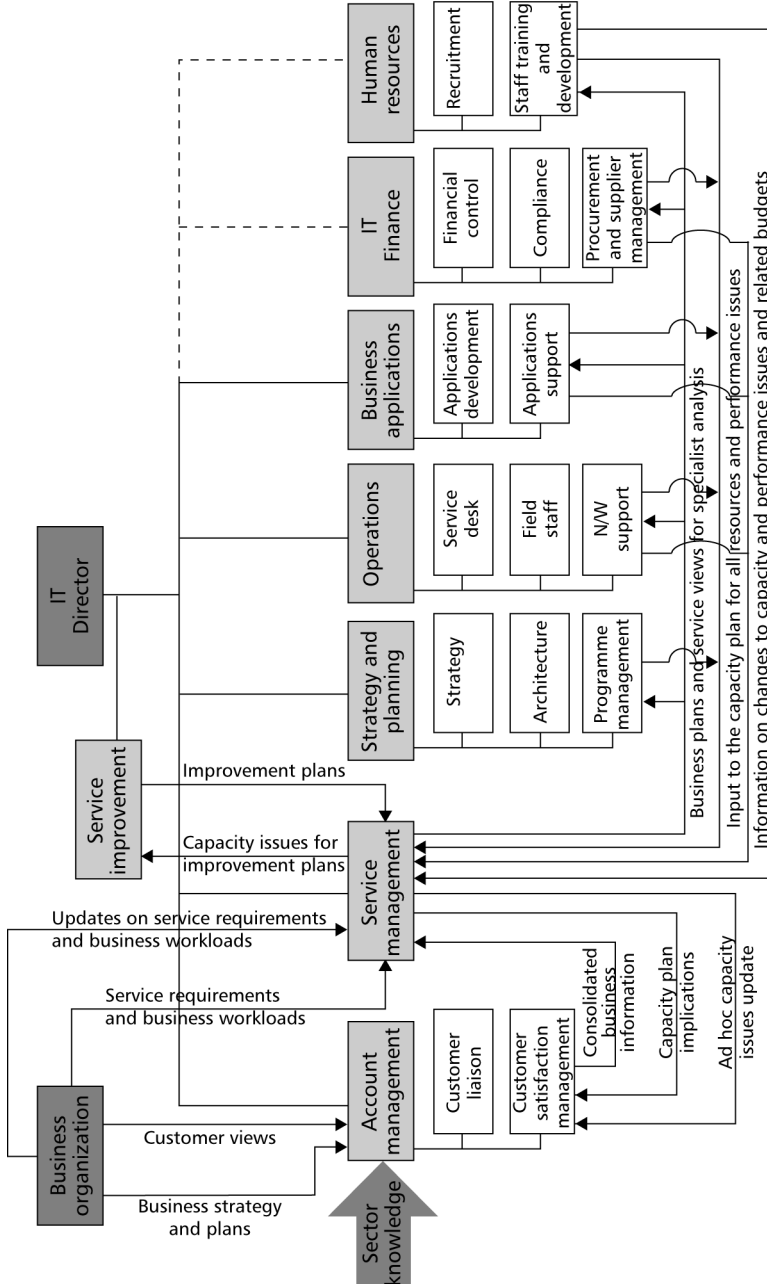 Business
organization
IT
Director
Service
improvement
Updates on service requirements
and business workloads
Service requirements
and business workloads
Capacity issues for
improvement plans
Improvement plans
Customer views
Business strategy
and plans
Sector
knowledge
Account
management
Service
management
Strategy and
planning
Operations
Business
applications
IT
Finance
Human
resources
Customer
liaison
Customer
satisfaction
management
Strategy
Architecture
Programme
management
Service
desk
Field
staff
N/W
support
Applications
development
Applications
support
Financial
control
Compliance
Procurement
and supplier
management
Recruitment
Staff training
and
development
Consolidated
business
information
Capacity plan
implications
Ad hoc capacity
issues update
Business plans and service views for specialist analysis
Input to the capacity plan for all resources and performance issues
Information on changes to capacity and performance issues and related budgets